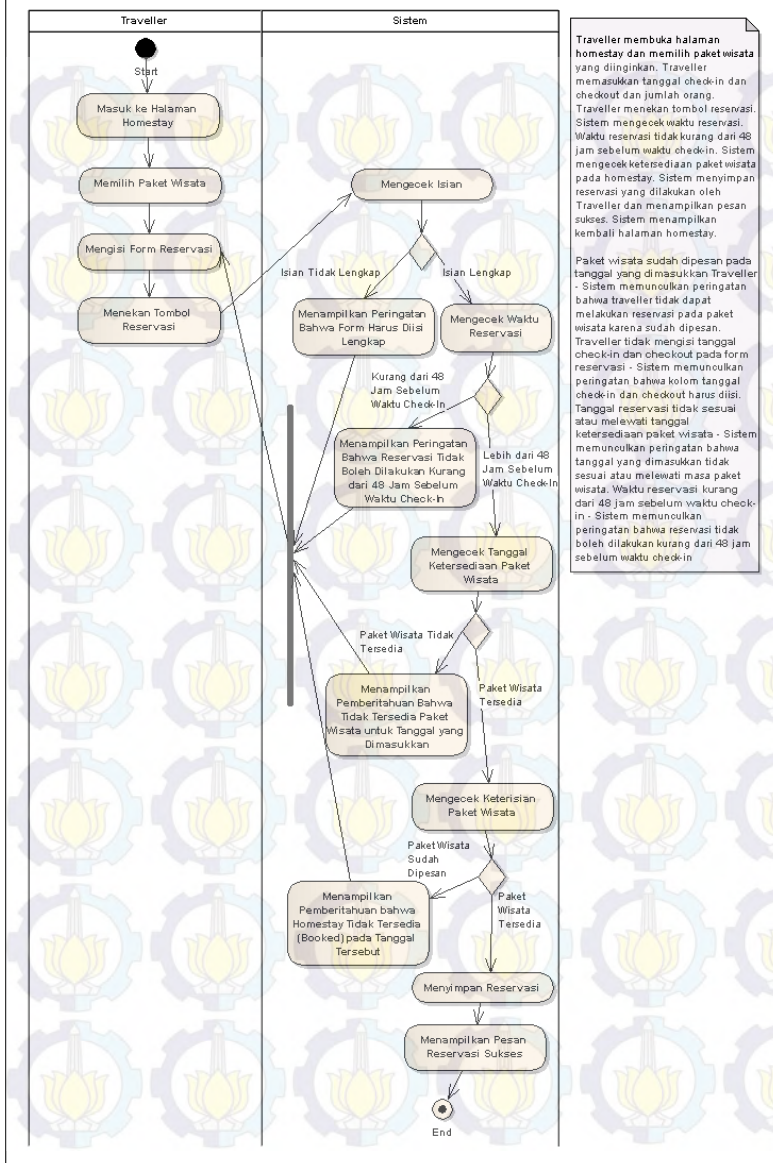 Traveller
Sistem
Start
Masuk ke Halaman
Homestay
Memilih Paket Wisata
Mengisi Form Reservasi
Menekan Tombol
Reservasi
Mengecek Isian
Isian Tidak Lengkap
Isian Lengkap
Menampilkan Peringatan
Bahwa Form Harus Diisi
Lengkap
Mengecek Waktu
Reservasi
Kurang dari 48
Jam Sebelum
Waktu Check-In
Menampilkan Peringatan
Bahwa Reservasi Tidak
Boleh Dilakukan Kurang
dari 48 Jam Sebelum
Waktu Check-In
Lebih dari 48
Jam Sebelum
Waktu Check-In
Mengecek Tanggal
Ketersediaan Paket
Wisata
Paket Wisata Tidak
Tersedia
Paket Wisata
Tersedia
Menampilkan
Pemberitahuan Bahwa
Tidak Tersedia Paket
Wisata untuk Tanggal yang
Dimasukkan
Mengecek Keterisian
Paket Wisata
Paket Wisata
Sudah
Dipesan
Paket
Wisata
Tersedia
Menampilkan
Pemberitahuan bahwa
Homestay Tidak Tersedia
(Booked) pada Tanggal
Tersebut
Menyimpan Reservasi
Menampilkan Pesan
Reservasi Sukses
End
Traveller membuka halaman
homestay dan memilih paket wisata
yang diinginkan. Traveller
memasukkan tanggal check-in dan
checkout dan jumlah orang.
Traveller menekan tombol reservasi.
Sistem mengecek waktu reservasi.
Waktu reservasi tidak kurang dari 48
jam sebelum waktu check-in. Sistem
mengecek ketersediaan paket wisata
pada homestay. Sistem menyimpan
reservasi yang dilakukan oleh
Traveller dan menampilkan pesan
sukses. Sistem menampilkan
kembali halaman homestay.
Paket wisata sudah dipesan pada
tanggal yang dimasukkan Traveller
- Sistem memunculkan peringatan
bahwa traveller tidak dapat
melakukan reservasi pada paket
wisata karena sudah dipesan.
Traveller tidak mengisi tanggal
check-in dan checkout pada form
reservasi - Sistem memunculkan
peringatan bahwa kolom tanggal
check-in dan checkout harus diisi.
Tanggal reservasi tidak sesuai
atau melewati tanggal
ketersediaan paket wisata - Sistem
memunculkan peringatan bahwa
tanggal yang dimasukkan tidak
sesuai atau melewati masa paket
wisata. Waktu reservasi kurang
dari 48 jam sebelum waktu check-
in - Sistem memunculkan
peringatan bahwa reservasi tidak
boleh dilakukan kurang dari 48 jam
sebelum waktu check-in